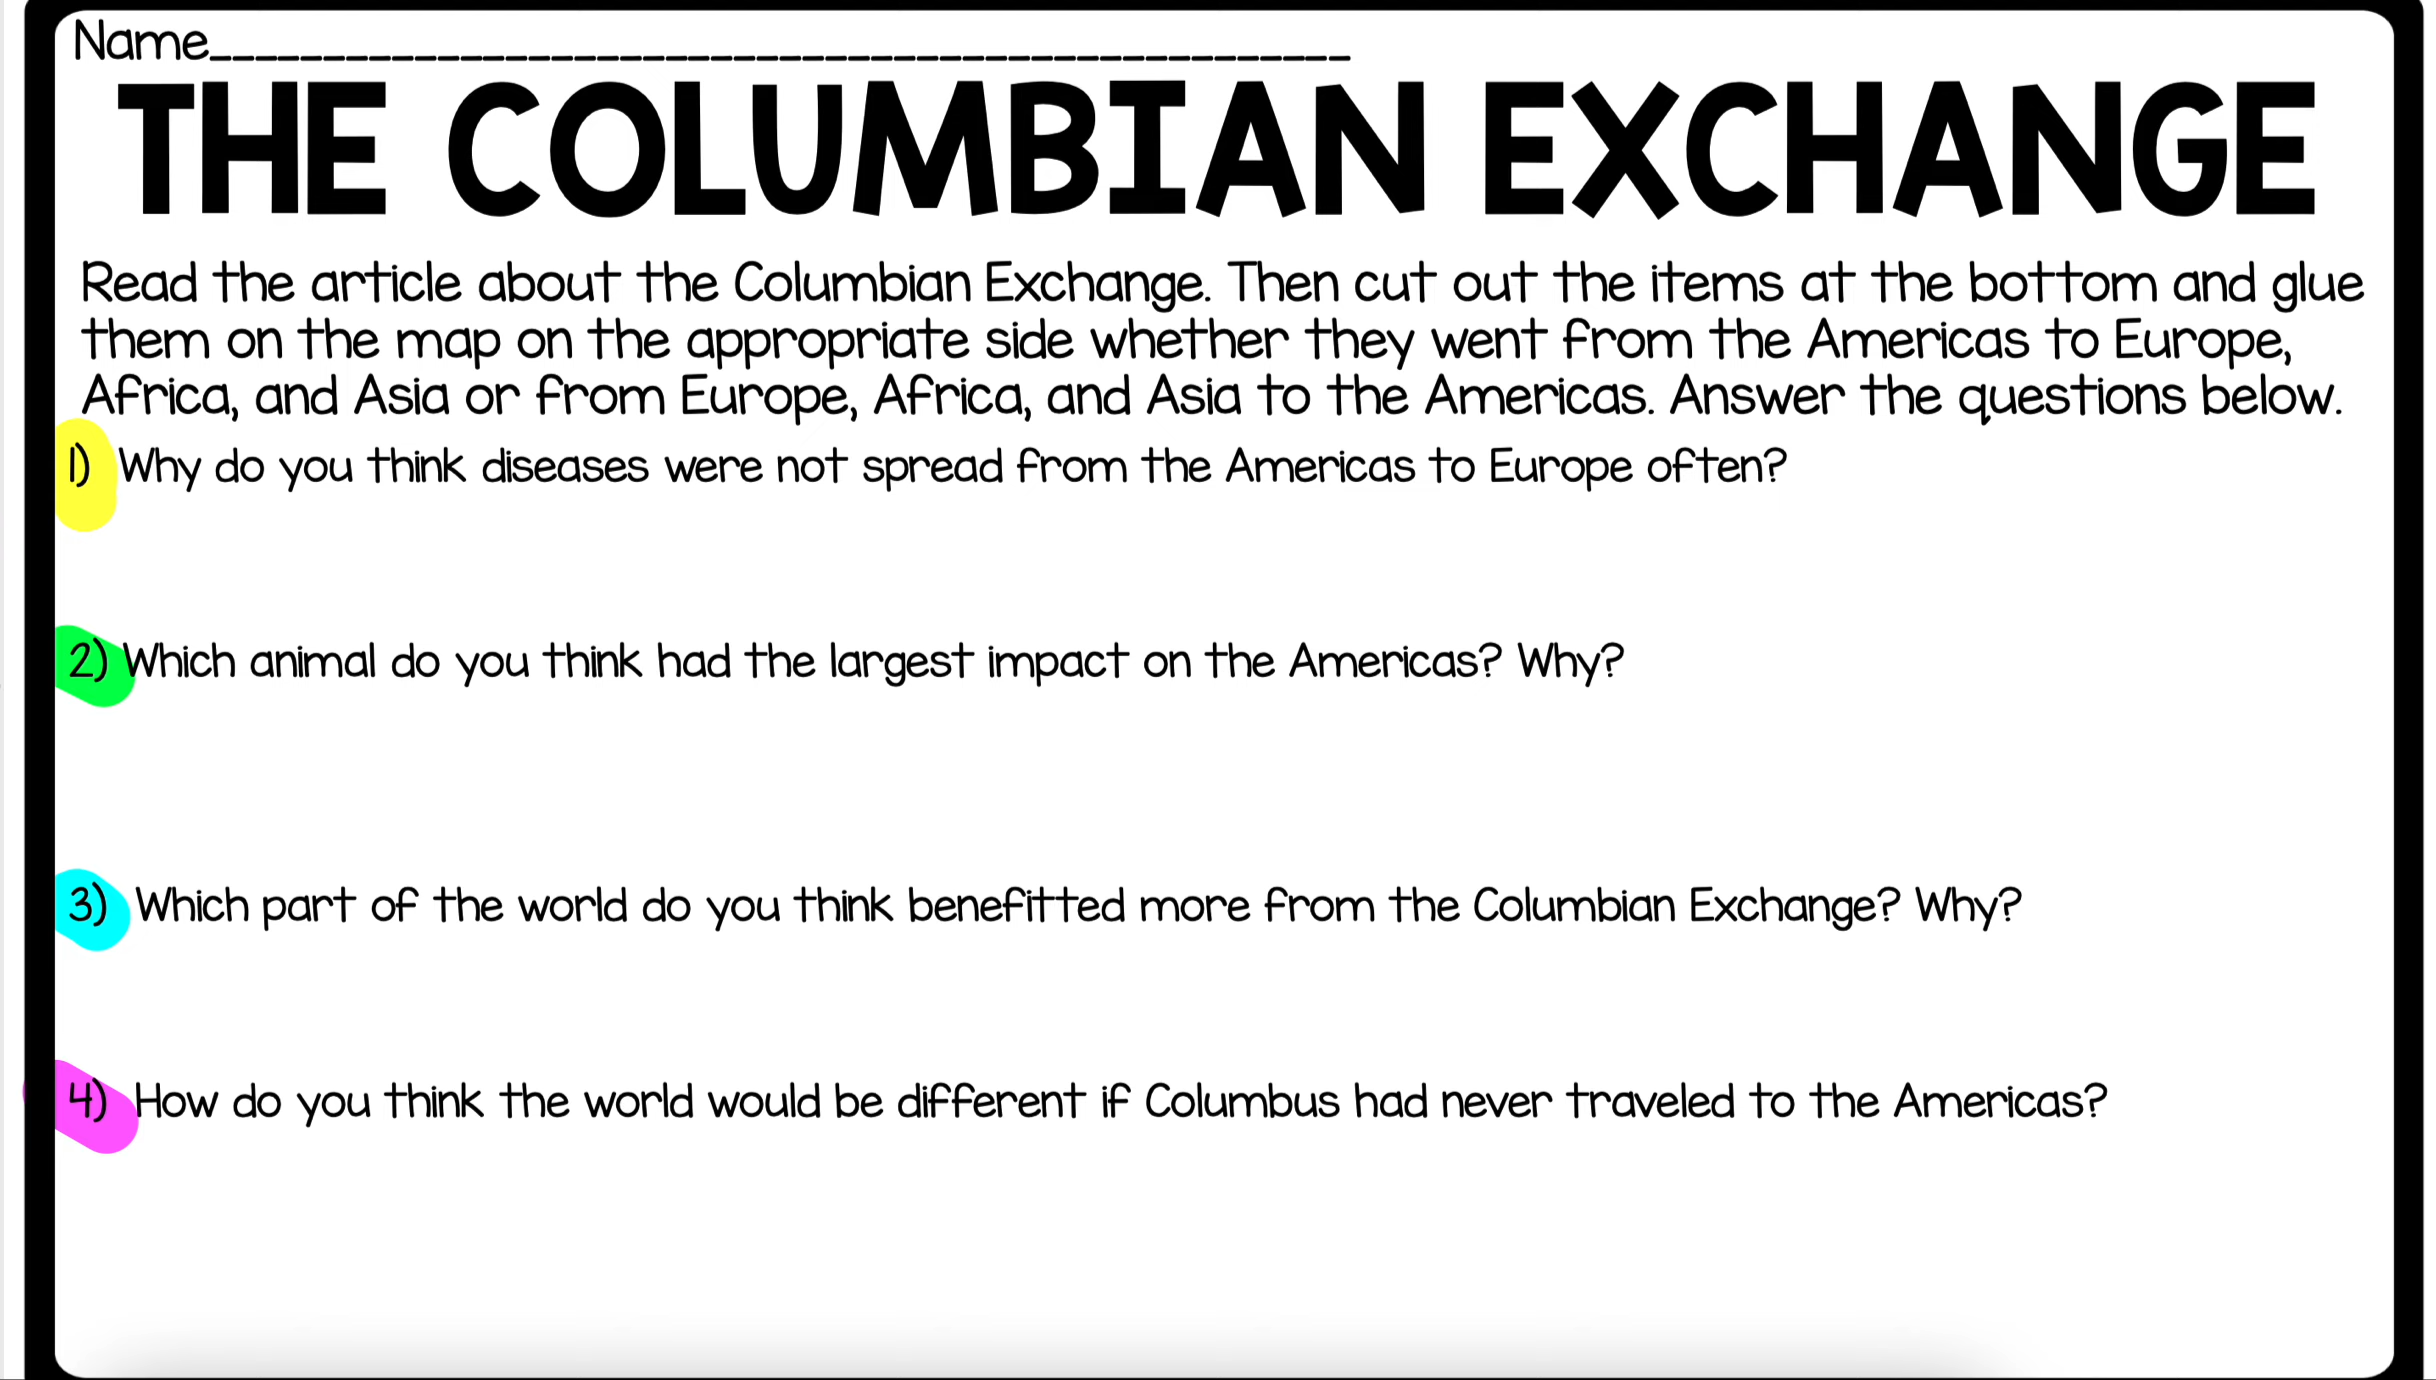 Name__________________________________________________
THE COLUMBIAN EXCHANGE
Read the article about the Columbian Exchange. Then cut out the items at the bottom and glue
them on the map on the appropriate side whether they went from the Americas to Europe,
Africa, and Asia or from Europe, Africa, and Asia to the Americas. Answer the questions below.
1) Why do you think diseases were not spread from the Americas to Europe often?
2) Which animal do you think had the largest impact on the Americas? Why?
3) Which part of the world do you think benefitted more from the Columbian Exchange? Why?
4) How do you think the world would be different if Columbus had never traveled to the Americas?